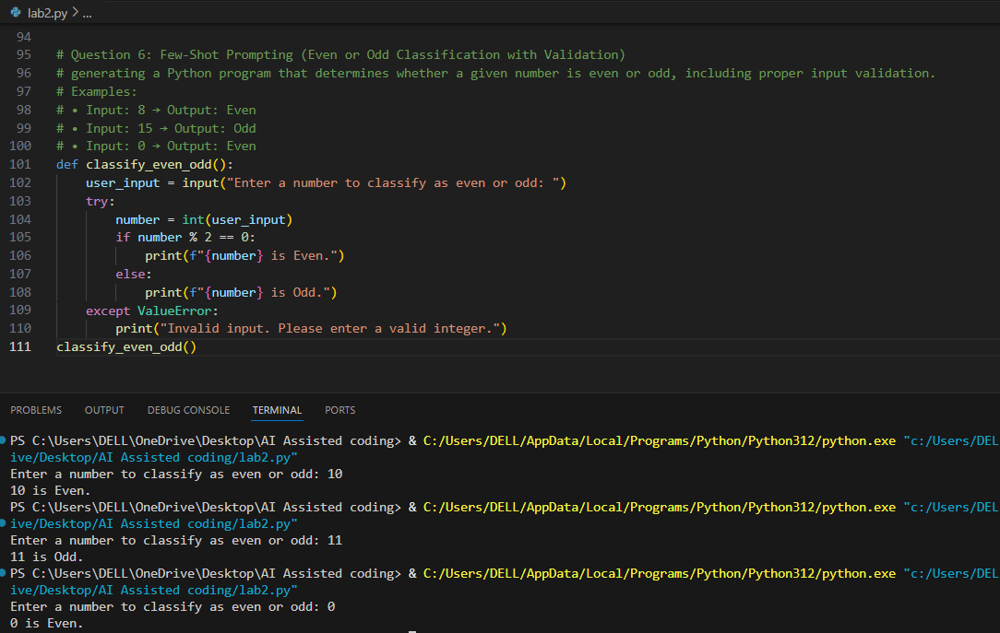 lab2.py > ...
94
95 # Question 6: Few-Shot Prompting (Even or Odd Classification with Validation)
96 # generating a Python program that determines whether a given number is even or odd, including proper input validation.
97 # Examples:
98 # • Input: 8 → Output: Even
99 # • Input: 15 → Output: Odd
100 # • Input: 0 → Output: Even
101 def classify_even_odd():
102     user_input = input("Enter a number to classify as even or odd: ")
103     try:
104         number = int(user_input)
105         if number % 2 == 0:
106             print(f"{number} is Even.")
107         else:
108             print(f"{number} is Odd.")
109     except ValueError:
110         print("Invalid input. Please enter a valid integer.")
111 classify_even_odd()
PROBLEMS OUTPUT DEBUG CONSOLE TERMINAL PORTS
PS C:\Users\DELL\OneDrive\Desktop\AI Assisted coding> & C:/Users/DELL/AppData/Local/Programs/Python/Python312/python.exe "c:/Users/DEL
ive/Desktop/AI Assisted coding/lab2.py"
Enter a number to classify as even or odd: 10
10 is Even.
PS C:\Users\DELL\OneDrive\Desktop\AI Assisted coding> & C:/Users/DELL/AppData/Local/Programs/Python/Python312/python.exe "c:/Users/DEL
ive/Desktop/AI Assisted coding/lab2.py"
Enter a number to classify as even or odd: 11
11 is Odd.
PS C:\Users\DELL\OneDrive\Desktop\AI Assisted coding> & C:/Users/DELL/AppData/Local/Programs/Python/Python312/python.exe "c:/Users/DEL
ive/Desktop/AI Assisted coding/lab2.py"
Enter a number to classify as even or odd: 0
0 is Even.